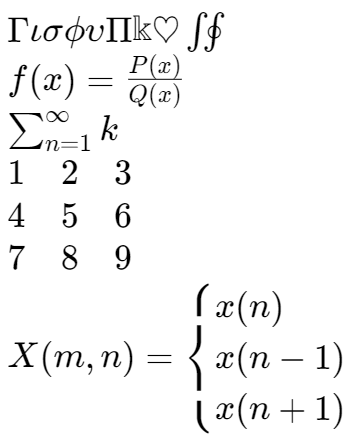 Γισϕυ∏𝕜♡∬∮
f(x) = P(x)/Q(x)
∑_{n=1}^{∞} k
1 2 3
4 5 6
7 8 9
X(m, n) = { x(n)
x(n − 1)
x(n + 1)